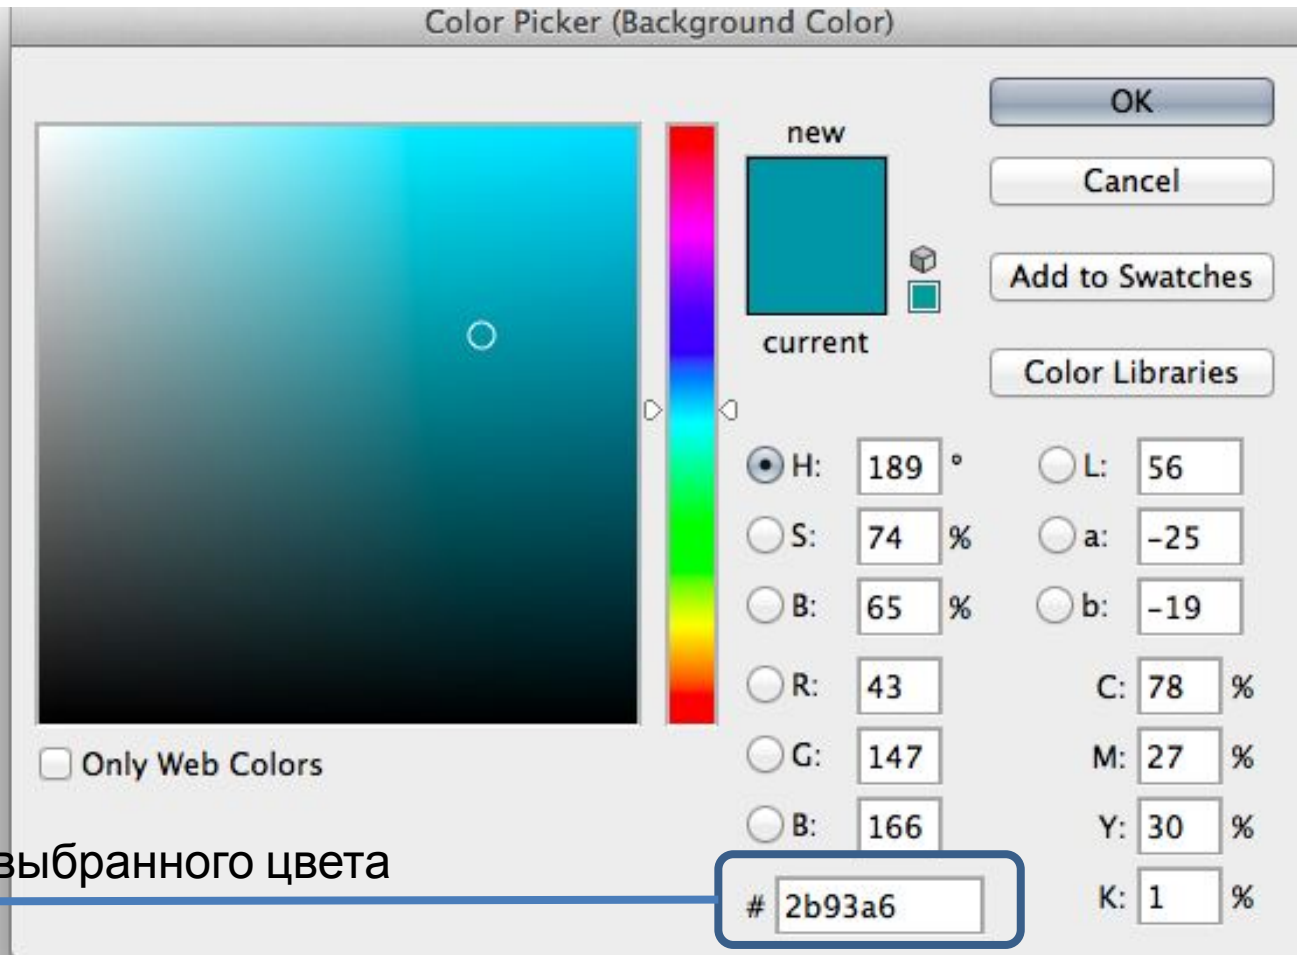 Color Picker (Background Color)
new
current
OK
Cancel
Add to Swatches
Color Libraries
H: 189 °
S: 74 %
B: 65 %
R: 43
G: 147
B: 166
# 2b93a6
L: 56
a: -25
b: -19
C: 78 %
M: 27 %
Y: 30 %
K: 1 %
Only Web Colors
выбранного цвета